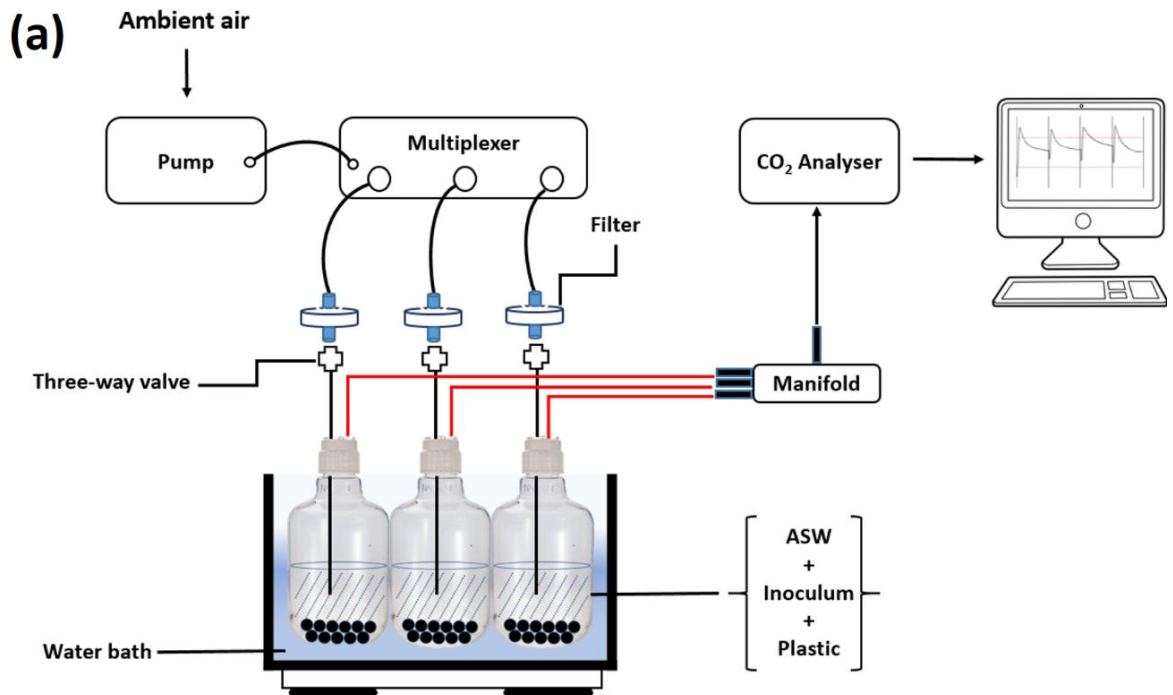 (a)
Ambient air
Pump
Multiplexer
CO₂ Analyser
Filter
Three-way valve
Manifold
ASW
+
Inoculum
+
Plastic
Water bath